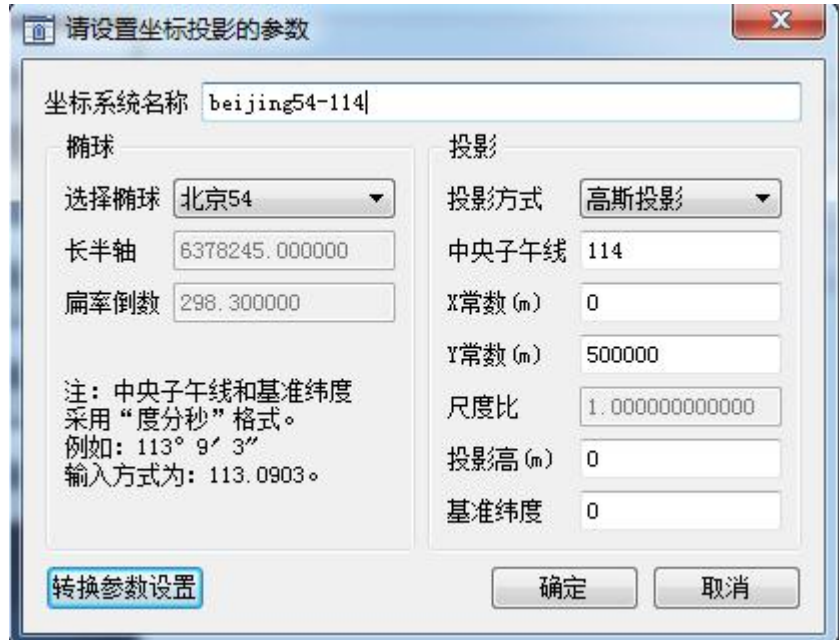 请设置坐标投影的参数
坐标系统名称 beijing54-114
椭球
选择椭球 北京54
长半轴 6378245.000000
扁率倒数 298.300000
注：中央子午线和基准纬度
采用“度分秒”格式。
例如：113° 9′ 3″
输入方式为：113.0903。
投影
投影方式 高斯投影
中央子午线 114
X常数(m) 0
Y常数(m) 500000
尺度比 1.000000000000
投影高(m) 0
基准纬度 0
转换参数设置 确定 取消